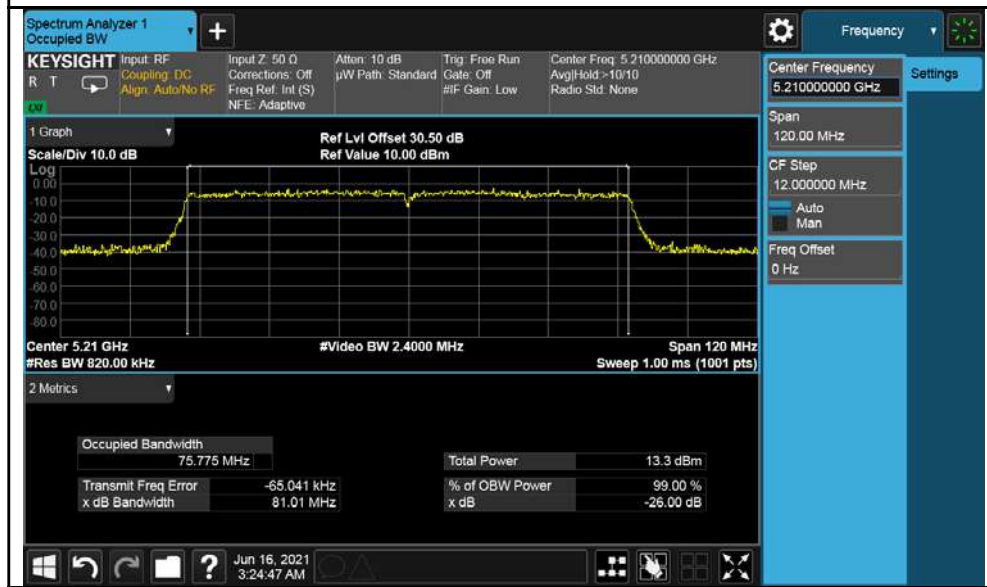 Spectrum Analyzer 1
Occupied BW
+
Frequency
KEYSIGHT
R T
LXI
Input: RF
Coupling: DC
Align: Auto/No RF
Input Z: 50 Ω
Corrections: Off
Freq Ref: Int (S)
NFE: Adaptive
Atten: 10 dB
µW Path: Standard
Trig: Free Run
Gate: Off
#IF Gain: Low
Center Freq: 5.210000000 GHz
Avg|Hold:>10/10
Radio Std: None
Center Frequency
5.210000000 GHz
Settings
Span
120.00 MHz
CF Step
12.000000 MHz
Auto
Man
Freq Offset
0 Hz
1 Graph
Scale/Div 10.0 dB
Ref Lvl Offset 30.50 dB
Ref Value 10.00 dBm
Log
0.00
-10.0
-20.0
-30.0
-40.0
-50.0
-60.0
-70.0
-80.0
Center 5.21 GHz
#Video BW 2.4000 MHz
Span 120 MHz
#Res BW 820.00 kHz
Sweep 1.00 ms (1001 pts)
2 Metrics
Occupied Bandwidth
75.775 MHz
Total Power 13.3 dBm
Transmit Freq Error -65.041 kHz
% of OBW Power 99.00 %
x dB Bandwidth 81.01 MHz
x dB -26.00 dB
?
Jun 16, 2021
3:24:47 AM